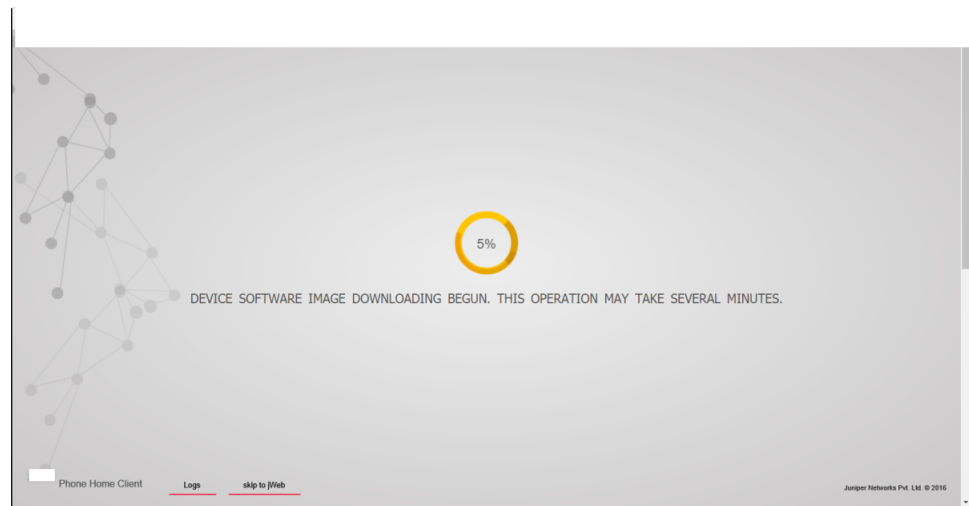 5%
DEVICE SOFTWARE IMAGE DOWNLOADING BEGUN. THIS OPERATION MAY TAKE SEVERAL MINUTES.
Phone Home Client Logs skip to JWeb Juniper Networks Pvt. Ltd. © 2016